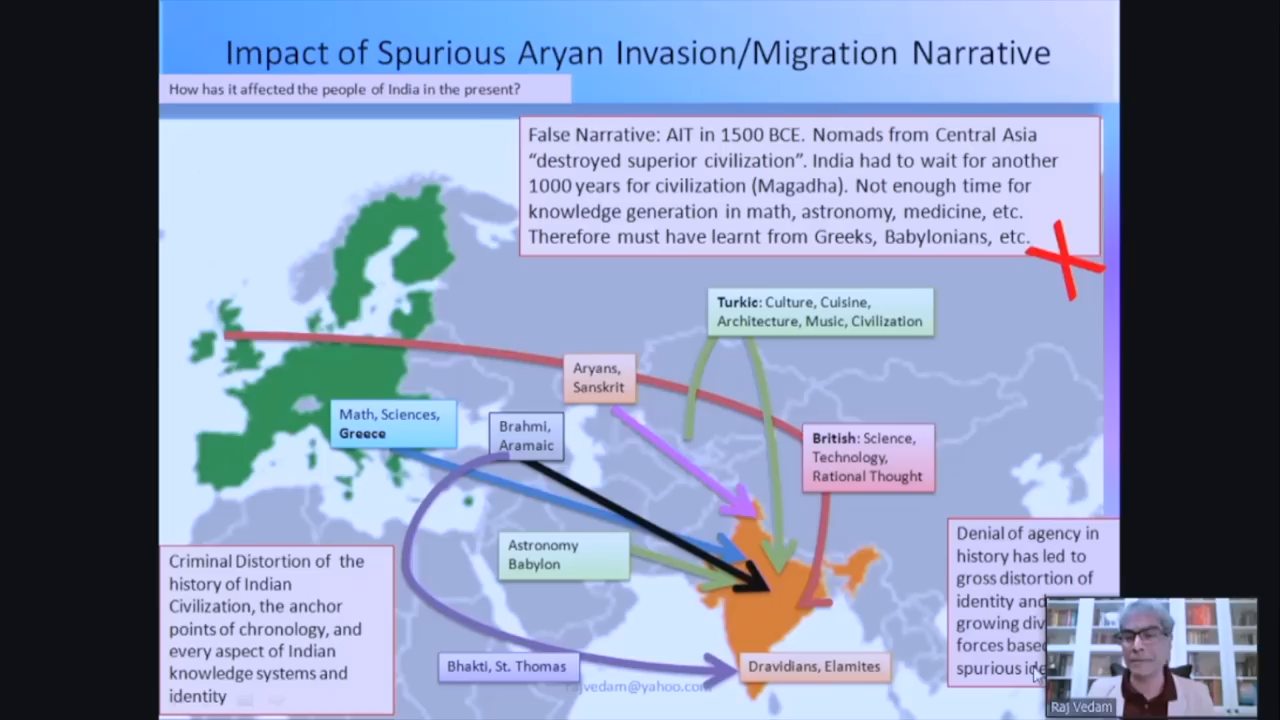 Impact of Spurious Aryan Invasion/Migration Narrative
How has it affected the people of India in the present?
False Narrative: AIT in 1500 BCE. Nomads from Central Asia
“destroyed superior civilization”. India had to wait for another
1000 years for civilization (Magadha). Not enough time for
knowledge generation in math, astronomy, medicine, etc.
Therefore must have learnt from Greeks, Babylonians, etc.
Turkic: Culture, Cuisine,
Architecture, Music, Civilization
Aryans,
Sanskrit
Math, Sciences,
Greece
Brahmi,
Aramaic
British: Science,
Technology,
Rational Thought
Astronomy
Babylon
Criminal Distortion of the
history of Indian
Civilization, the anchor
points of chronology, and
every aspect of Indian
knowledge systems and
identity
Denial of agency in
history has led to
gross distortion of
identity and
growing
forces
spurious
Bhakti, St. Thomas
Dravidians, Elamites
rajvedam@yahoo.com
Raj Vedam